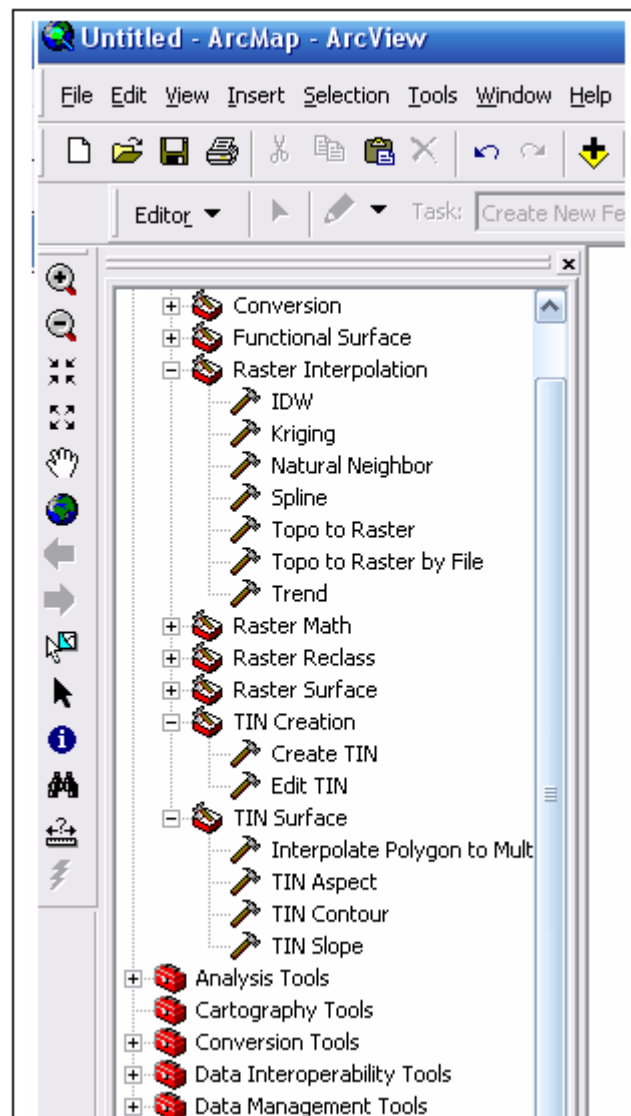 Untitled - ArcMap - ArcView
File Edit View Insert Selection Tools Window Help
Editor Task: Create New Fe
Conversion
Functional Surface
Raster Interpolation
IDW
Kriging
Natural Neighbor
Spline
Topo to Raster
Topo to Raster by File
Trend
Raster Math
Raster Reclass
Raster Surface
TIN Creation
Create TIN
Edit TIN
TIN Surface
Interpolate Polygon to Mult
TIN Aspect
TIN Contour
TIN Slope
Analysis Tools
Cartography Tools
Conversion Tools
Data Interoperability Tools
Data Management Tools